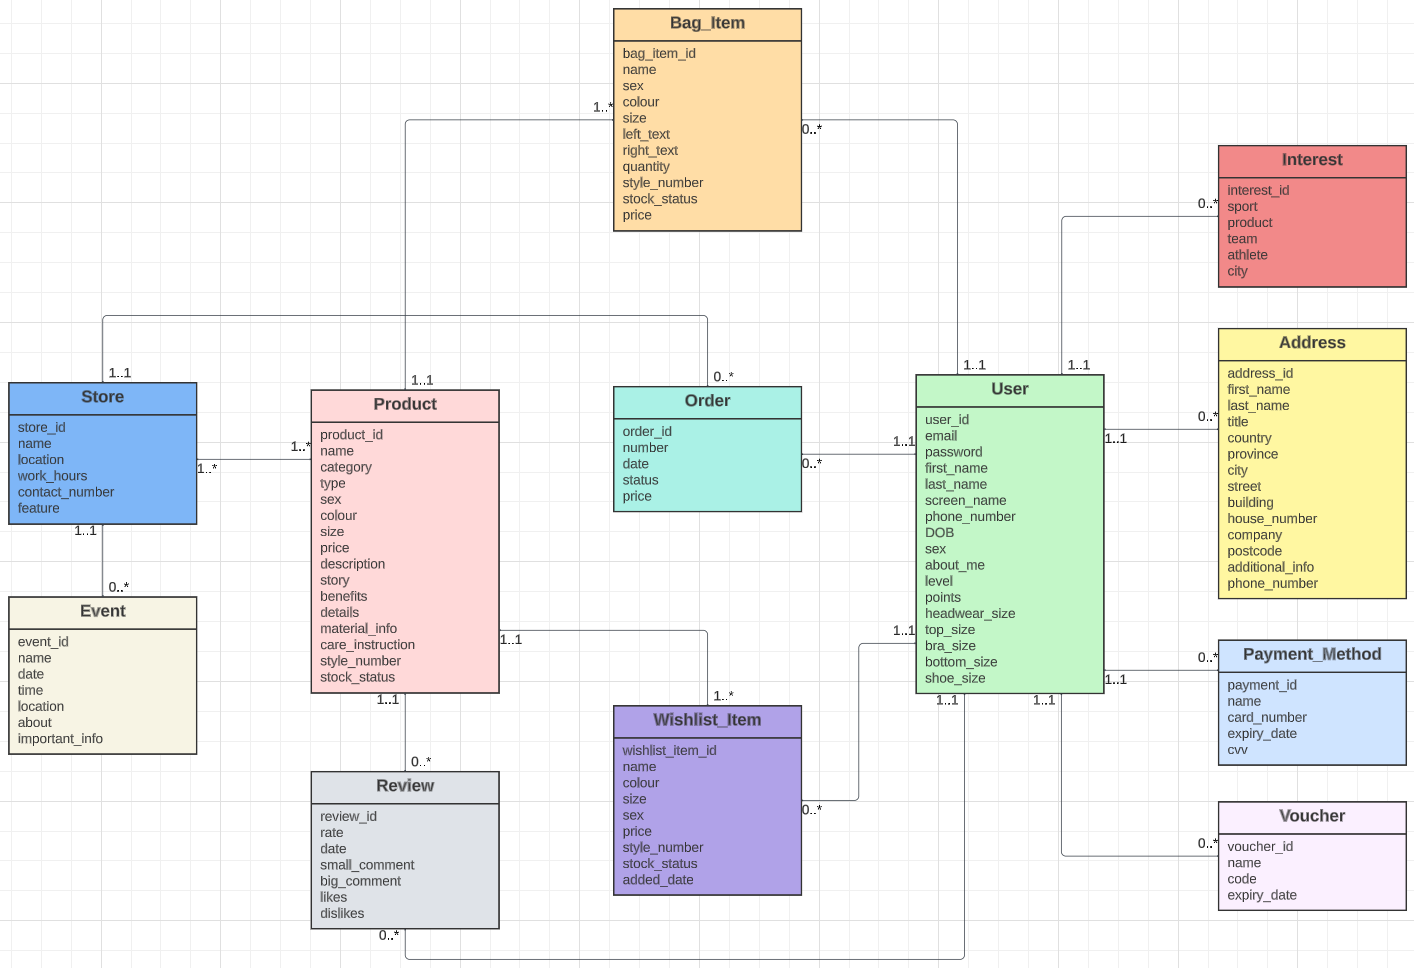 Bag_Item
bag_item_id
name
sex
colour
size
left_text
right_text
quantity
style_number
stock_status
price
1..*
0..*
Interest
interest_id
sport
product
team
athlete
city
0..*
1..1
1..1
1..1
1..1
0..*
Store
store_id
name
location
work_hours
contact_number
feature
1..*
1..*
1..1
0..*
Product
product_id
name
category
type
sex
colour
size
price
description
story
benefits
details
material_info
care_instruction
style_number
stock_status
1..1
1..1
0..*
Order
order_id
number
date
status
price
0..*
1..1
User
user_id
email
password
first_name
last_name
screen_name
phone_number
DOB
sex
about_me
level
points
headwear_size
top_size
bra_size
bottom_size
shoe_size
1..1
1..1
1..1
1..1
1..1
Address
address_id
first_name
last_name
title
country
province
city
street
building
house_number
company
postcode
additional_info
phone_number
0..*
Event
event_id
name
date
time
location
about
important_info
Review
review_id
rate
date
small_comment
big_comment
likes
dislikes
0..*
1..*
Wishlist_Item
wishlist_item_id
name
colour
size
sex
price
style_number
stock_status
added_date
0..*
0..*
Payment_Method
payment_id
name
card_number
expiry_date
cvv
0..*
Voucher
voucher_id
name
code
expiry_date